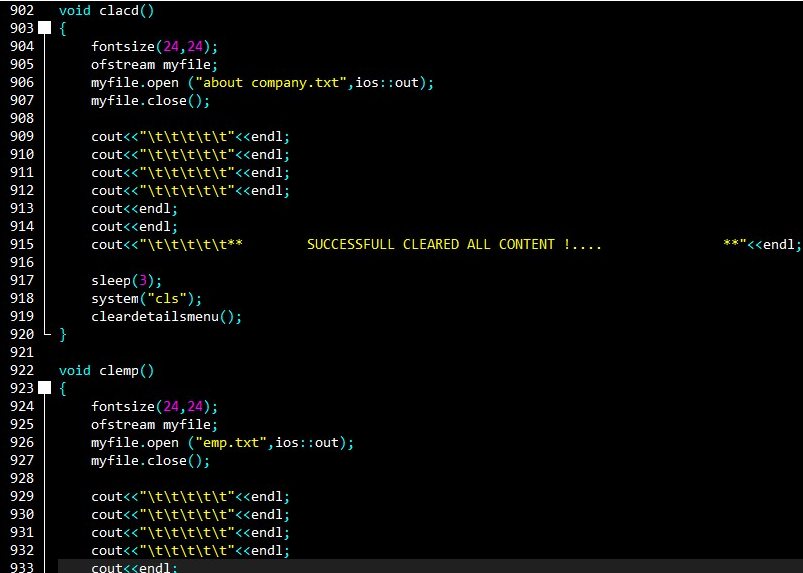 902 void clacd()
903 {
904     fontsize(24,24);
905     ofstream myfile;
906     myfile.open ("about company.txt",ios::out);
907     myfile.close();
908
909     cout<<"\t\t\t\t\t"<<endl;
910     cout<<"\t\t\t\t\t"<<endl;
911     cout<<"\t\t\t\t\t"<<endl;
912     cout<<"\t\t\t\t\t"<<endl;
913     cout<<endl;
914     cout<<endl;
915     cout<<"\t\t\t\t\t**        SUCCESSFULL CLEARED ALL CONTENT !....               **"<<endl;
916
917     sleep(3);
918     system("cls");
919     cleardetailsmenu();
920 }
921
922 void clemp()
923 {
924     fontsize(24,24);
925     ofstream myfile;
926     myfile.open ("emp.txt",ios::out);
927     myfile.close();
928
929     cout<<"\t\t\t\t\t"<<endl;
930     cout<<"\t\t\t\t\t"<<endl;
931     cout<<"\t\t\t\t\t"<<endl;
932     cout<<"\t\t\t\t\t"<<endl;
933     cout<<endl;